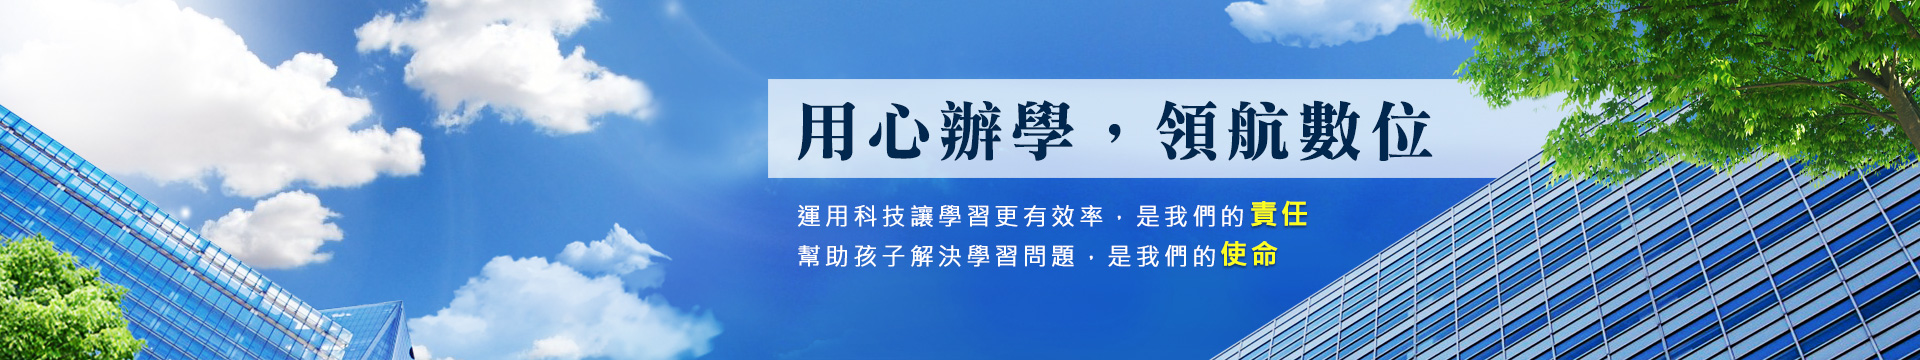 用心辦學，領航數位
運用科技讓學習更有效率，是我們的責任
幫助孩子解決學習問題，是我們的使命